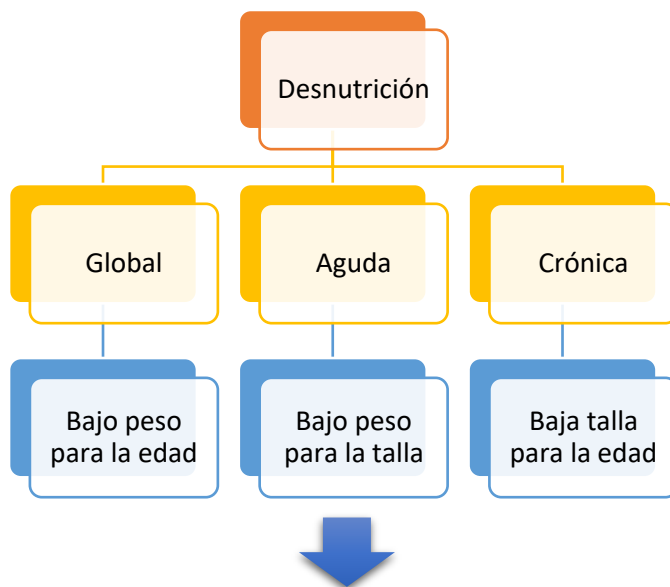 Desnutrición
Global
Aguda
Crónica
Bajo peso
para la edad
Bajo peso
para la talla
Baja talla
para la edad